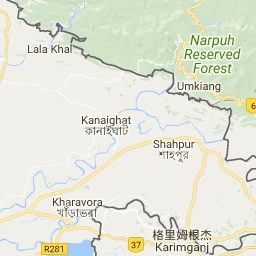 Lala Khal
Narpuh
Reserved
Forest
Umkiang
6
Kanaighat
কানাইঘাট
Shahpur
শাহপুর
Kharavora
খাড়াভরা
R281
37
格里姆根杰
Karimganj